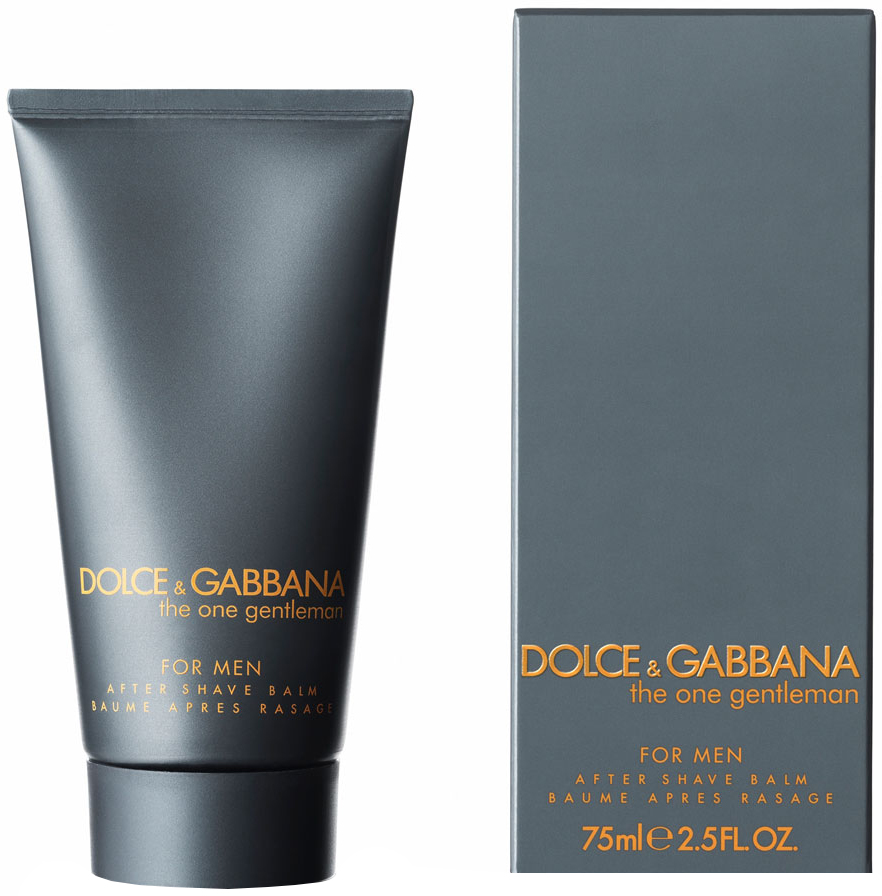 DOLCE & GABBANA
the one gentleman
FOR MEN
AFTER SHAVE BALM
BAUME APRES RASAGE
DOLCE & GABBANA
the one gentleman
FOR MEN
AFTER SHAVE BALM
BAUME APRES RASAGE
75ml e 2.5FL.OZ.